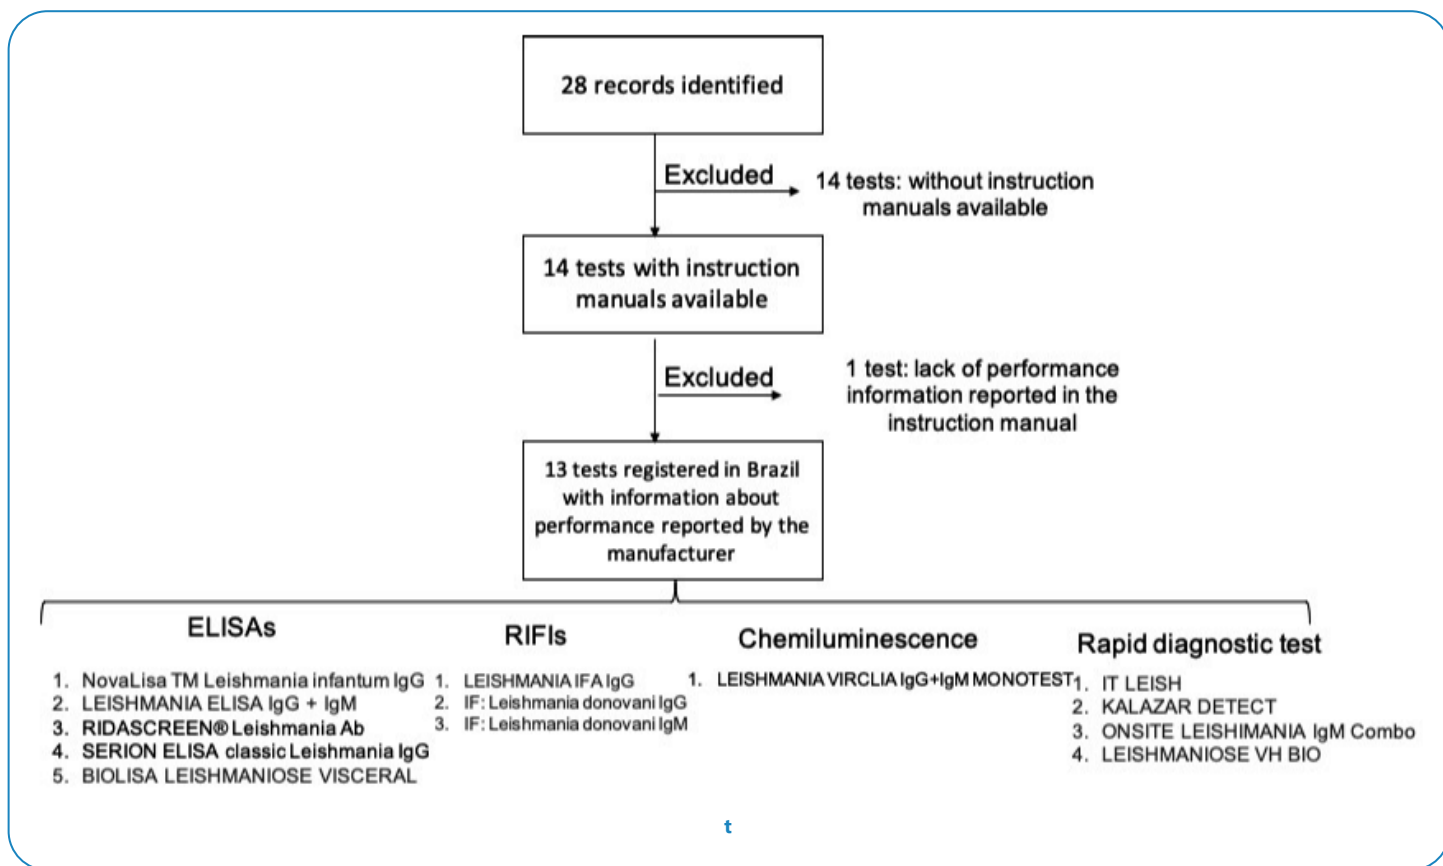 28 records identified
Excluded
14 tests: without instruction
manuals available
14 tests with instruction
manuals available
Excluded
1 test: lack of performance
information reported in the
instruction manual
13 tests registered in Brazil
with information about
performance reported by the
manufacturer
ELISAs
1. NovaLisa TM Leishmania infantum IgG
2. LEISHMANIA ELISA IgG + IgM
3. RIDASCREEN® Leishmania Ab
4. SERION ELISA classic Leishmania IgG
5. BIOLISA LEISHMANIOSE VISCERAL
RIFIs
1. LEISHMANIA IFA IgG
2. IF: Leishmania donovani IgG
3. IF: Leishmania donovani IgM
Chemiluminescence
1. LEISHMANIA VIRCLIA IgG+IgM MONOTEST
Rapid diagnostic test
1. IT LEISH
2. KALAZAR DETECT
3. ONSITE LEISHIMANIA IgM Combo
4. LEISHMANIOSE VH BIO
t